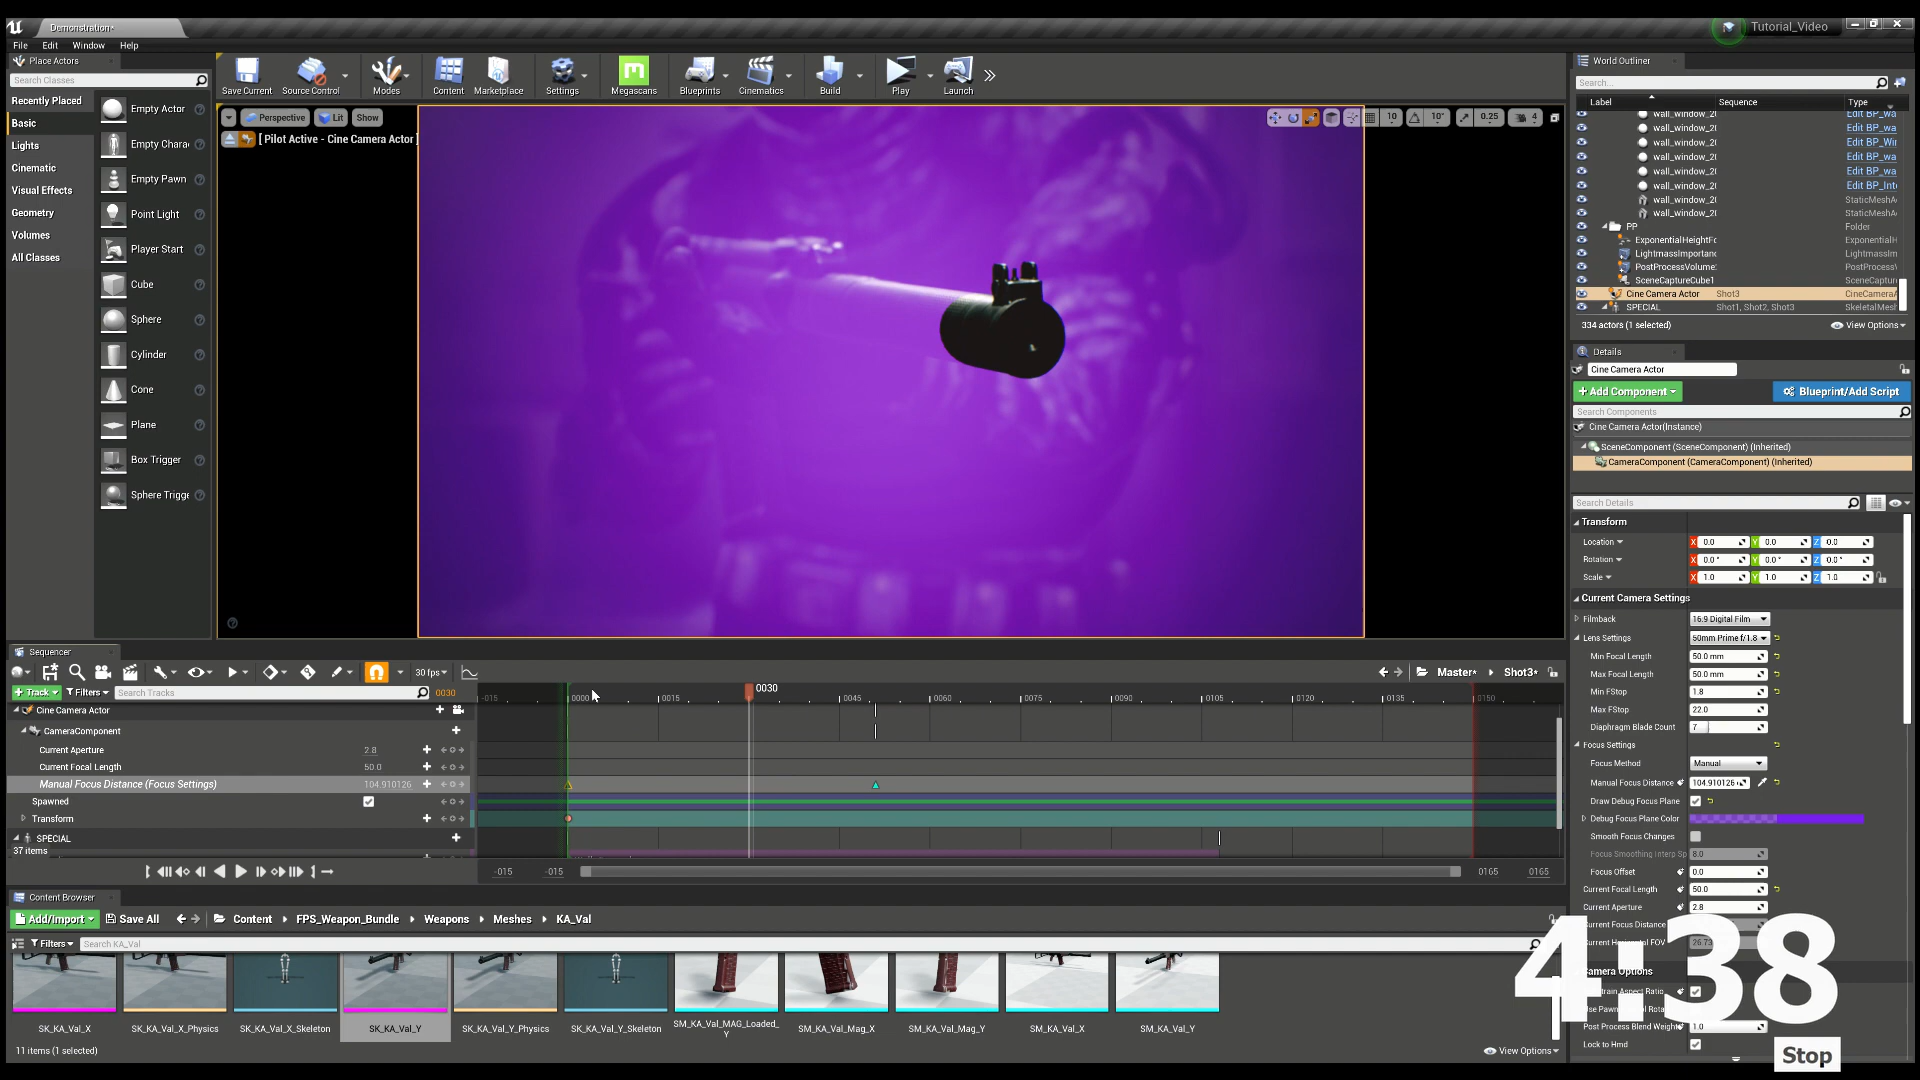 Demonstration*
Tutorial_Video
File Edit Window Help
Place Actors
Search Classes
Recently Placed
Basic
Lights
Cinematic
Visual Effects
Geometry
Volumes
All Classes
Empty Actor
Empty Chara
Empty Pawn
Point Light
Player Start
Cube
Sphere
Cylinder
Cone
Plane
Box Trigger
Sphere Trigge
Save Current Source Control Modes Content Marketplace Settings Megascans Blueprints Cinematics Build Play Launch
Perspective Lit Show
[ Pilot Active - Cine Camera Actor ]
10 10° 0.25 4
World Outliner
Search...
Label Sequence Type
wall_window_2( Edit BP_wa
wall_window_2( Edit BP_wa
wall_window_2( Edit BP_Wir
wall_window_2( Edit BP_wa
wall_window_2( Edit BP_wa
wall_window_2( Edit BP_Inte
wall_window_2( StaticMeshA
wall_window_2( StaticMeshA
PP Folder
ExponentialHeightFc ExponentialH
LightmassImportanc LightmassIm
PostProcessVolume: PostProcessV
SceneCaptureCube1 SceneCaptur
Cine Camera Actor Shot3 CineCameraA
SPECIAL Shot1, Shot2, Shot3 SkeletalMesh
334 actors (1 selected) View Options
Details
Cine Camera Actor
+ Add Component Blueprint/Add Script
Search Components
Cine Camera Actor(Instance)
SceneComponent (SceneComponent) (Inherited)
CameraComponent (CameraComponent) (Inherited)
Search Details
Transform
Location X 0.0 Y 0.0 Z 0.0
Rotation X 0.0° Y 0.0° Z 0.0°
Scale X 1.0 Y 1.0 Z 1.0
Current Camera Settings
Filmback 16:9 Digital Film
Lens Settings 50mm Prime f/1.8
Min Focal Length 50.0 mm
Max Focal Length 50.0 mm
Min FStop 1.8
Max FStop 22.0
Diaphragm Blade Count 7
Focus Settings
Focus Method Manual
Manual Focus Distance 104.910126
Draw Debug Focus Plane
Debug Focus Plane Color
Smooth Focus Changes
Focus Smoothing Interp Sp 8.0
Focus Offset 0.0
Current Focal Length 50.0
Current Aperture 2.8
Current Focus Distance
Current Horizontal FOV
Camera Options
train Aspect Ratio
Use Pawn
Post Process Blend Weight 1.0
Lock to Hmd
4:38
Stop
Sequencer
30 fps
Master* Shot3*
+ Track Filters Search Tracks 0030
-015 0000 0015 0030 0045 0060 0075 0090 0105 0120 0135 0150
Cine Camera Actor
CameraComponent
Current Aperture 2.8
Current Focal Length 50.0
Manual Focus Distance (Focus Settings) 104.910126
Spawned
Transform
SPECIAL
37 items
-015 -015 0165 0165
Content Browser
Add/Import Save All Content FPS_Weapon_Bundle Weapons Meshes KA_Val
Filters Search KA_Val
SK_KA_Val_X
SK_KA_Val_X_Physics
SK_KA_Val_X_Skeleton
SK_KA_Val_Y
SK_KA_Val_Y_Physics
SK_KA_Val_Y_Skeleton
SM_KA_Val_MAG_Loaded_Y
SM_KA_Val_Mag_X
SM_KA_Val_Mag_Y
SM_KA_Val_X
SM_KA_Val_Y
11 items (1 selected) View Options